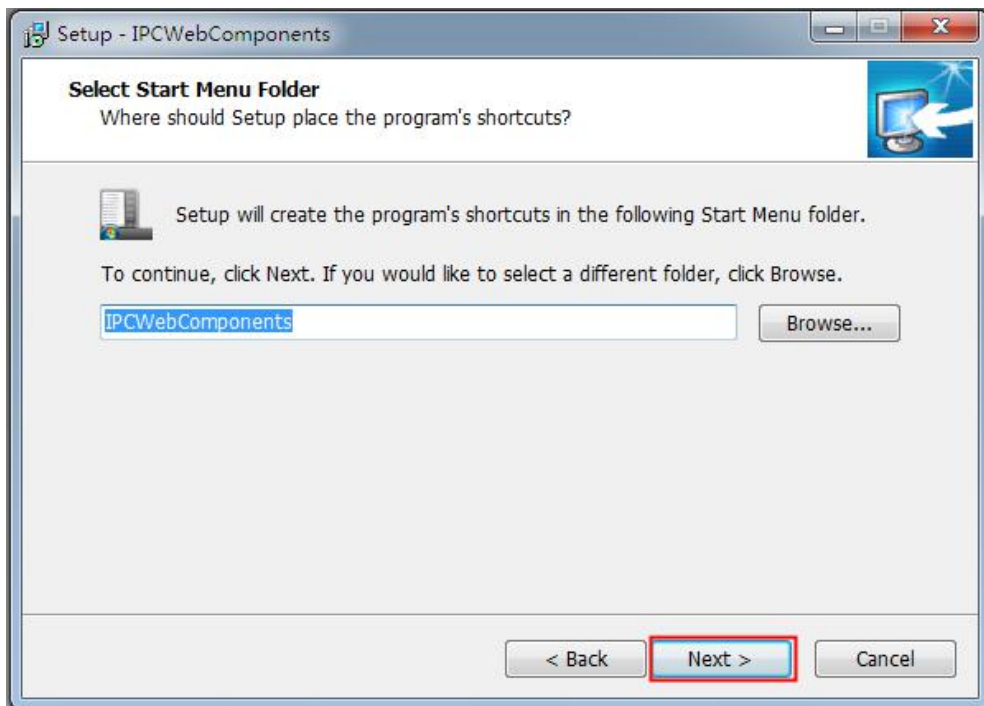 Setup - IPCWebComponents
Select Start Menu Folder
Where should Setup place the program's shortcuts?
Setup will create the program's shortcuts in the following Start Menu folder.
To continue, click Next. If you would like to select a different folder, click Browse.
IPCWebComponents
Browse...
< Back
Next >
Cancel